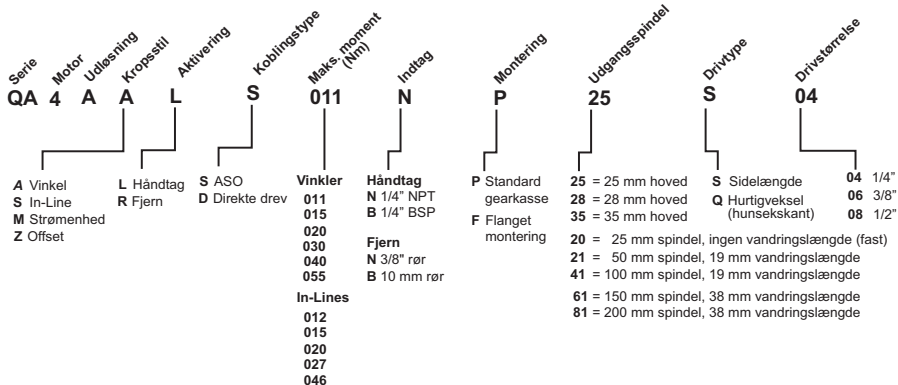 Serie Motor Udløsning Kropsstil Aktivering Koblingstype Maks. moment (Nm) Indtag Montering Udgangsspindel Drivtype Drivstørrelse
QA 4 A A L S 011 N P 25 S 04
A Vinkel
S In-Line
M Strømenhed
Z Offset
L Håndtag
R Fjern
S ASO
D Direkte drev
Vinkler
011
015
020
030
040
055
In-Lines
012
015
020
027
046
Håndtag
N 1/4” NPT
B 1/4” BSP
Fjern
N 3/8" rør
B 10 mm rør
P Standard
gearkasse
F Flanget
montering
25 = 25 mm hoved
28 = 28 mm hoved
35 = 35 mm hoved
20 = 25 mm spindel, ingen vandringslængde (fast)
21 = 50 mm spindel, 19 mm vandringslængde
41 = 100 mm spindel, 19 mm vandringslængde
61 = 150 mm spindel, 38 mm vandringslængde
81 = 200 mm spindel, 38 mm vandringslængde
S Sidelængde
Q Hurtigveksel
(hunsekskant)
04 1/4”
06 3/8”
08 1/2”